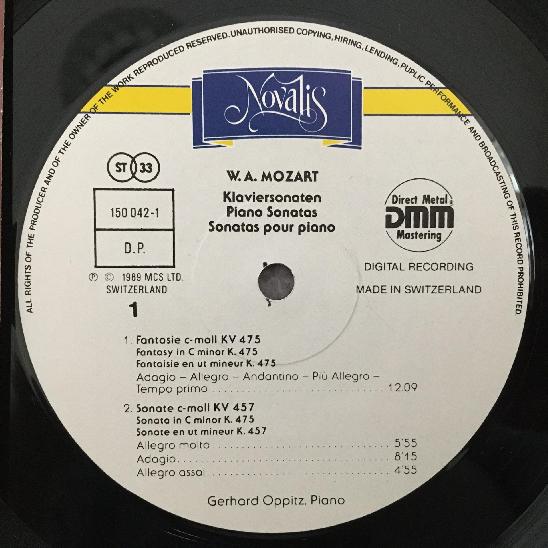 ALL RIGHTS OF THE PRODUCER AND OF THE OWNER OF THE WORK REPRODUCED RESERVED. UNAUTHORISED COPYING, HIRING, LENDING, PUPLIC PERFORMANCE AND BROADCASTING OF THIS RECORD PROHIBITED
Novalis
ST 33
W. A. MOZART
Klaviersonaten
Piano Sonatas
Sonatas pour piano
150 042-1
D.P.
Direct Metal
DMM
Mastering
Ⓟ © 1989 MCS LTD.
SWITZERLAND
DIGITAL RECORDING
MADE IN SWITZERLAND
1
1. Fantasie c-moll KV 475
Fantasy in C minor K. 475
Fantaisie en ut mineur K. 475
Adagio – Allegro – Andantino – Più Allegro –
Tempo primo ........ 12.09
2. Sonate c-moll KV 457
Sonata in C minor K. 475
Sonate en ut mineur K. 457
Allegro molto ........ 5'55
Adagio ........ 8'15
Allegro assai ........ 4'55
Gerhard Oppitz, Piano